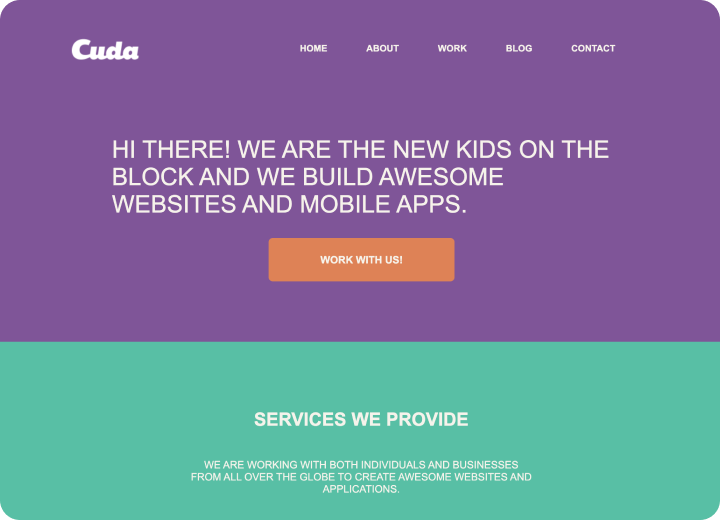 Cuda
HOME ABOUT WORK BLOG CONTACT
HI THERE! WE ARE THE NEW KIDS ON THE
BLOCK AND WE BUILD AWESOME
WEBSITES AND MOBILE APPS.
WORK WITH US!
SERVICES WE PROVIDE
WE ARE WORKING WITH BOTH INDIVIDUALS AND BUSINESSES
FROM ALL OVER THE GLOBE TO CREATE AWESOME WEBSITES AND
APPLICATIONS.